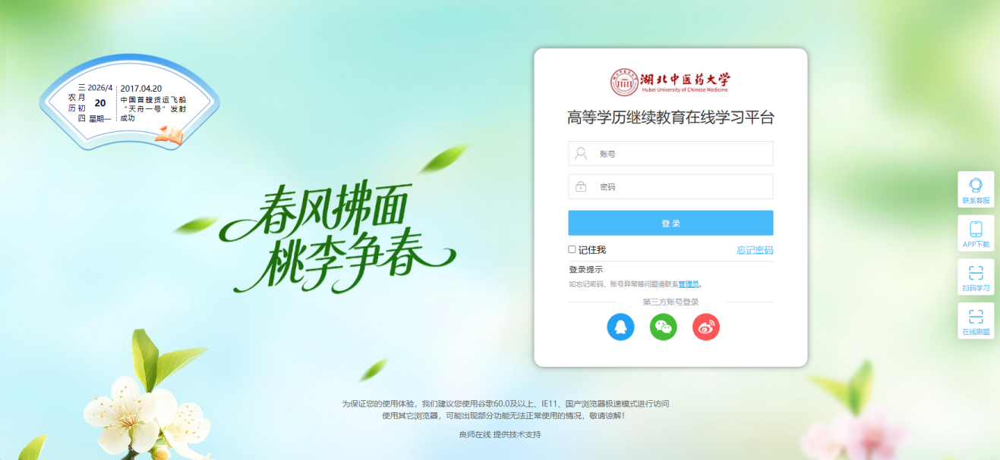 三月初四
农历
2026/4
20
星期一
2017.04.20
中国首艘货运飞船
“天舟一号”发射
成功
春风拂面
桃李争春
湖北中医药大学
Hubei University of Chinese Medicine
高等学历继续教育在线学习平台
账号
密码
登 录
记住我
忘记密码
登录提示
如忘记密码、账号异常等问题请联系管理员。
第三方账号登录
联系客服
APP下载
扫码学习
在线刷题
为保证您的使用体验，我们建议您使用谷歌60.0及以上、IE11、国产浏览器极速模式进行访问
使用其它浏览器，可能出现部分功能无法正常使用的情况，敬请谅解！
良师在线 提供技术支持